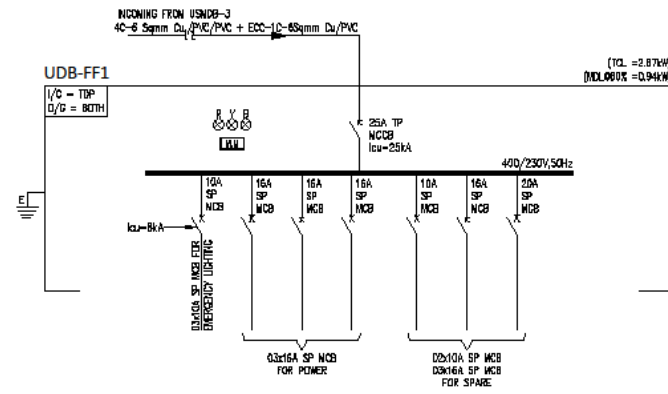 INCOMING FROM USMDB-3
4C-6 Sqmm Cu/PVC/PVC + ECC-1C-6Sqmm Cu/PVC
UDB-FF1
(TCL =2.87kW
(MDL@80% =0.94kW
I/C - TOP
O/G = BOTH
R Y B
25A TP
MCCB
Icu-25kA
400/230V,50Hz
10A SP MCB
16A SP MCB
16A SP MCB
16A SP MCB
10A SP MCB
16A SP MCB
20A SP MCB
E
Icu-6kA
03x10A SP MCB FOR
EMERGENCY LIGHTING
03x16A SP MCB
FOR POWER
02x10A SP MCB
03x16A SP MCB
FOR SPARE